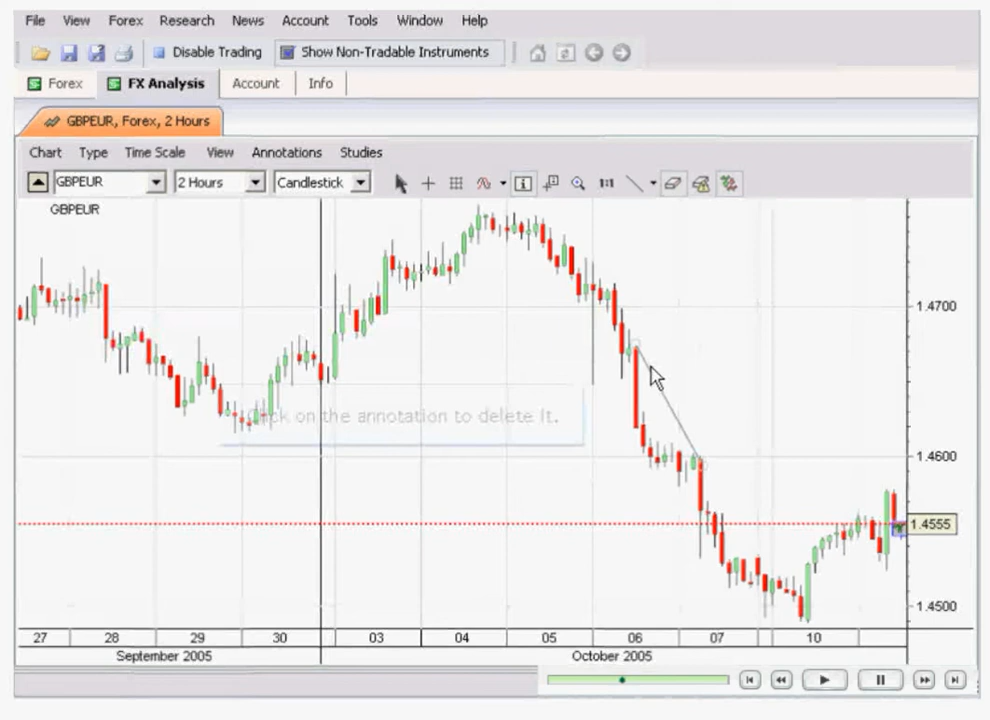 File View Forex Research News Account Tools Window Help
Disable Trading Show Non-Tradable Instruments
Forex FX Analysis Account Info
GBPEUR, Forex, 2 Hours
Chart Type Time Scale View Annotations Studies
GBPEUR 2 Hours Candlestick 1:1
GBPEUR
1.4700
Click on the annotation to delete it.
1.4600
1.4555
1.4500
27 28 29 30 03 04 05 06 07 10
September 2005 October 2005